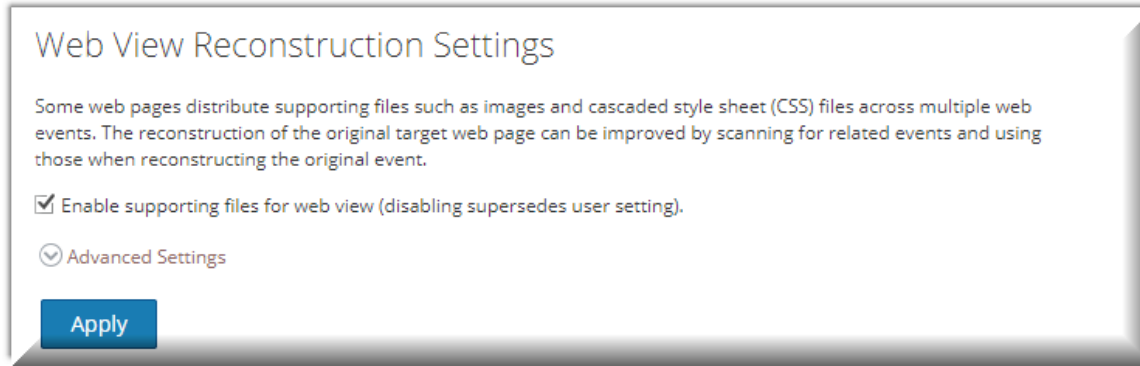 Web View Reconstruction Settings
Some web pages distribute supporting files such as images and cascaded style sheet (CSS) files across multiple web
events. The reconstruction of the original target web page can be improved by scanning for related events and using
those when reconstructing the original event.
Enable supporting files for web view (disabling supersedes user setting).
Advanced Settings
Apply